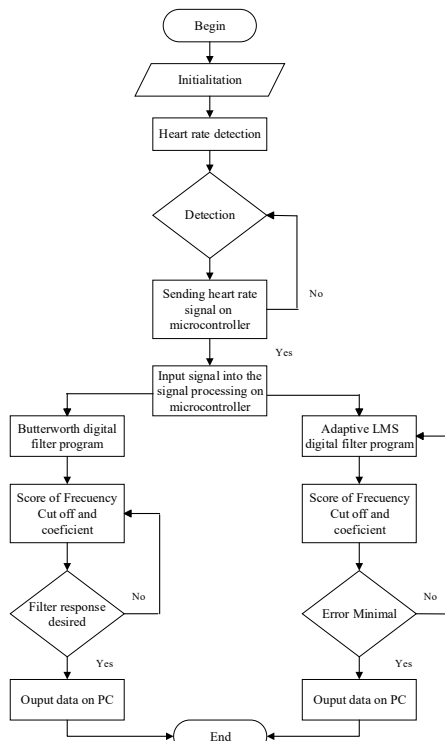 Begin
Initialitation
Heart rate detection
Detection
No
Sending heart rate
signal on
microcontroller
Yes
Input signal into the
signal processing on
microcontroller
Butterworth digital
filter program
Adaptive LMS
digital filter program
Score of Frecuency
Cut off and
coeficient
Score of Frecuency
Cut off and
coeficient
Filter response
desired
No
Error Minimal
No
Yes
Yes
Ouput data on PC
Ouput data on PC
End